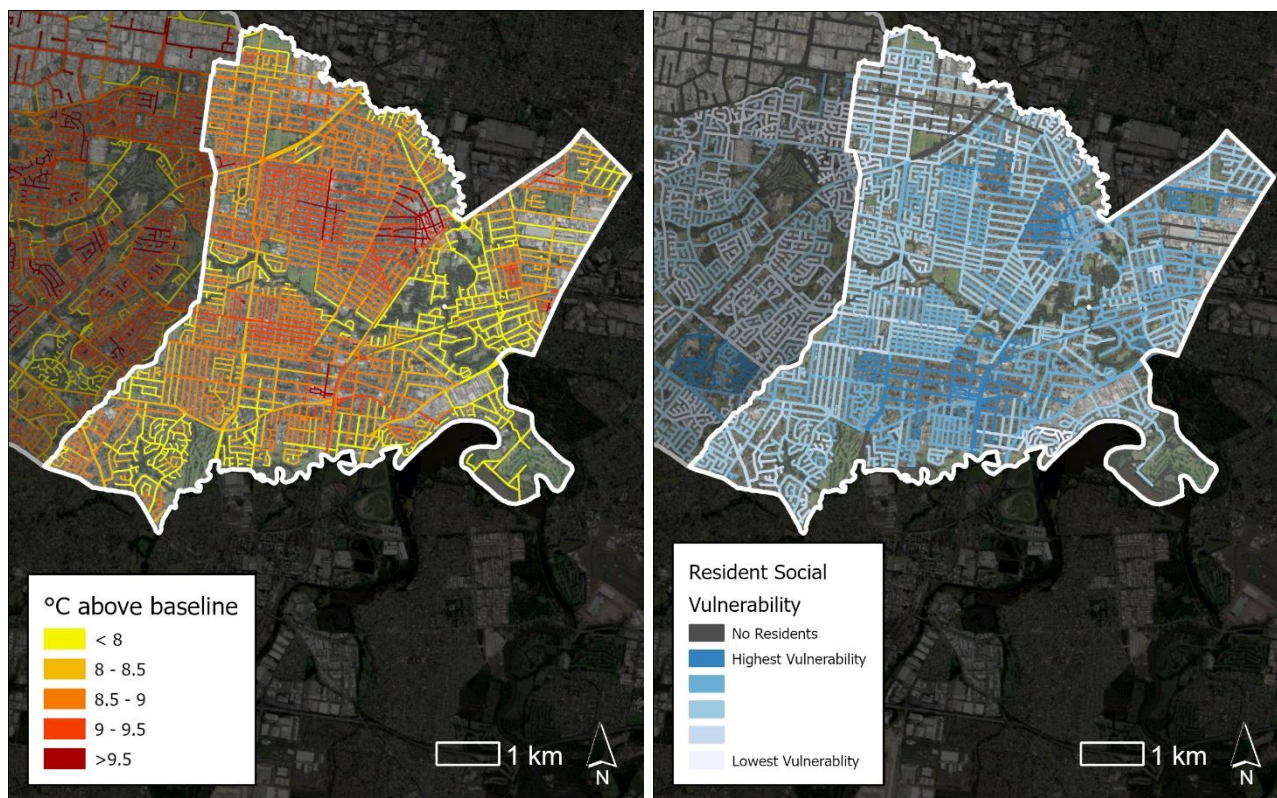 °C above baseline
< 8
8 - 8.5
8.5 - 9
9 - 9.5
>9.5
1 km
N
Resident Social
Vulnerability
No Residents
Highest Vulnerability
Lowest Vulnerablity
1 km
N